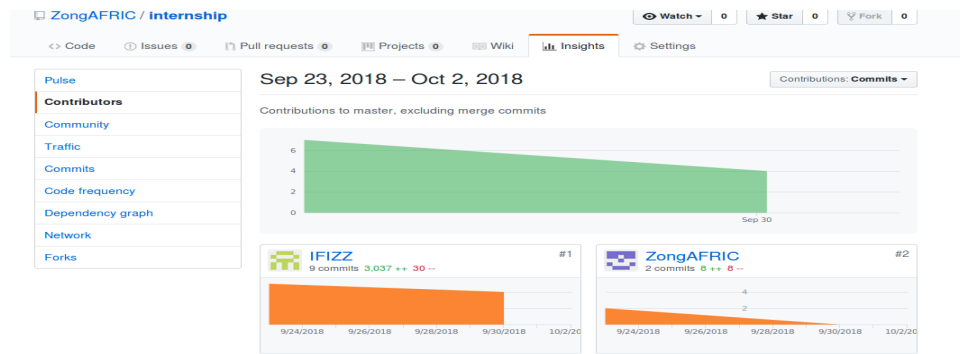 ZongAFRIC / internship
Watch 0 Star 0 Fork 0
Code Issues 0 Pull requests 0 Projects 0 Wiki Insights Settings
Pulse
Contributors
Community
Traffic
Commits
Code frequency
Dependency graph
Network
Forks
Sep 23, 2018 – Oct 2, 2018
Contributions: Commits
Contributions to master, excluding merge commits
6
4
2
0
Sep 30
IFIZZ #1
9 commits 3,037 ++ 30 --
9/24/2018 9/26/2018 9/28/2018 9/30/2018 10/2/20
ZongAFRIC #2
2 commits 8 ++ 8 --
4
2
9/24/2018 9/26/2018 9/28/2018 9/30/2018 10/2/20